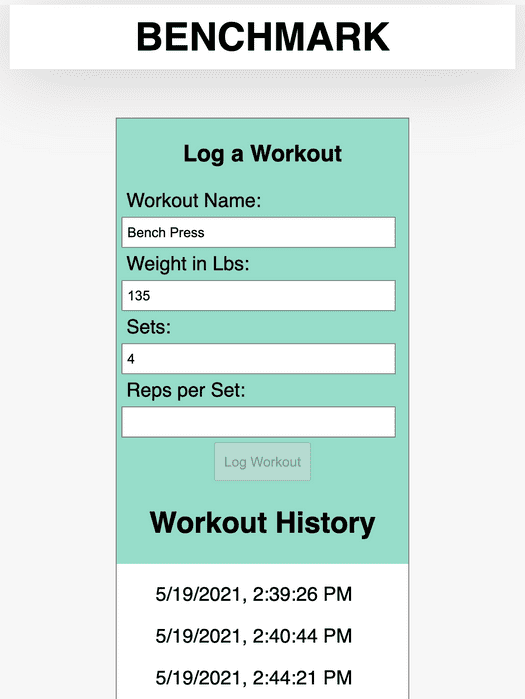 BENCHMARK
Log a Workout
Workout Name:
Bench Press
Weight in Lbs:
135
Sets:
4
Reps per Set:
Log Workout
Workout History
5/19/2021, 2:39:26 PM
5/19/2021, 2:40:44 PM
5/19/2021, 2:44:21 PM